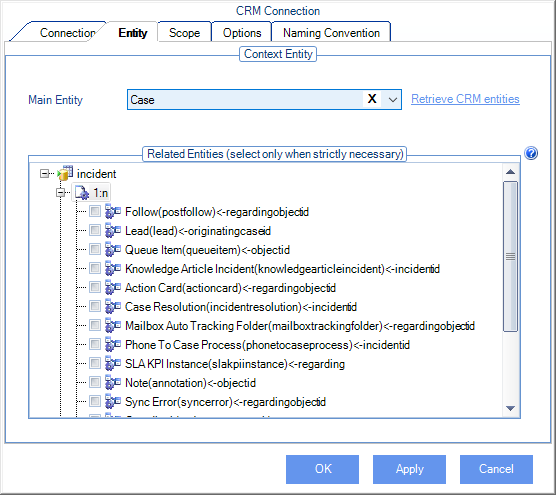 CRM Connection
Connection Entity Scope Options Naming Convention
Context Entity
Main Entity Case X Retrieve CRM entities
Related Entities (select only when strictly necessary) ?
incident
1:n
Follow(postfollow)<-regardingobjectid
Lead(lead)<-originatingcaseid
Queue Item(queueitem)<-objectid
Knowledge Article Incident(knowledgearticleincident)<-incidentid
Action Card(actioncard)<-regardingobjectid
Case Resolution(incidentresolution)<-incidentid
Mailbox Auto Tracking Folder(mailboxtrackingfolder)<-regardingobjectid
Phone To Case Process(phonetocaseprocess)<-incidentid
SLA KPI Instance(slakpiinstance)<-regarding
Note(annotation)<-objectid
Sync Error(syncerror)<-regardingobjectid
OK Apply Cancel